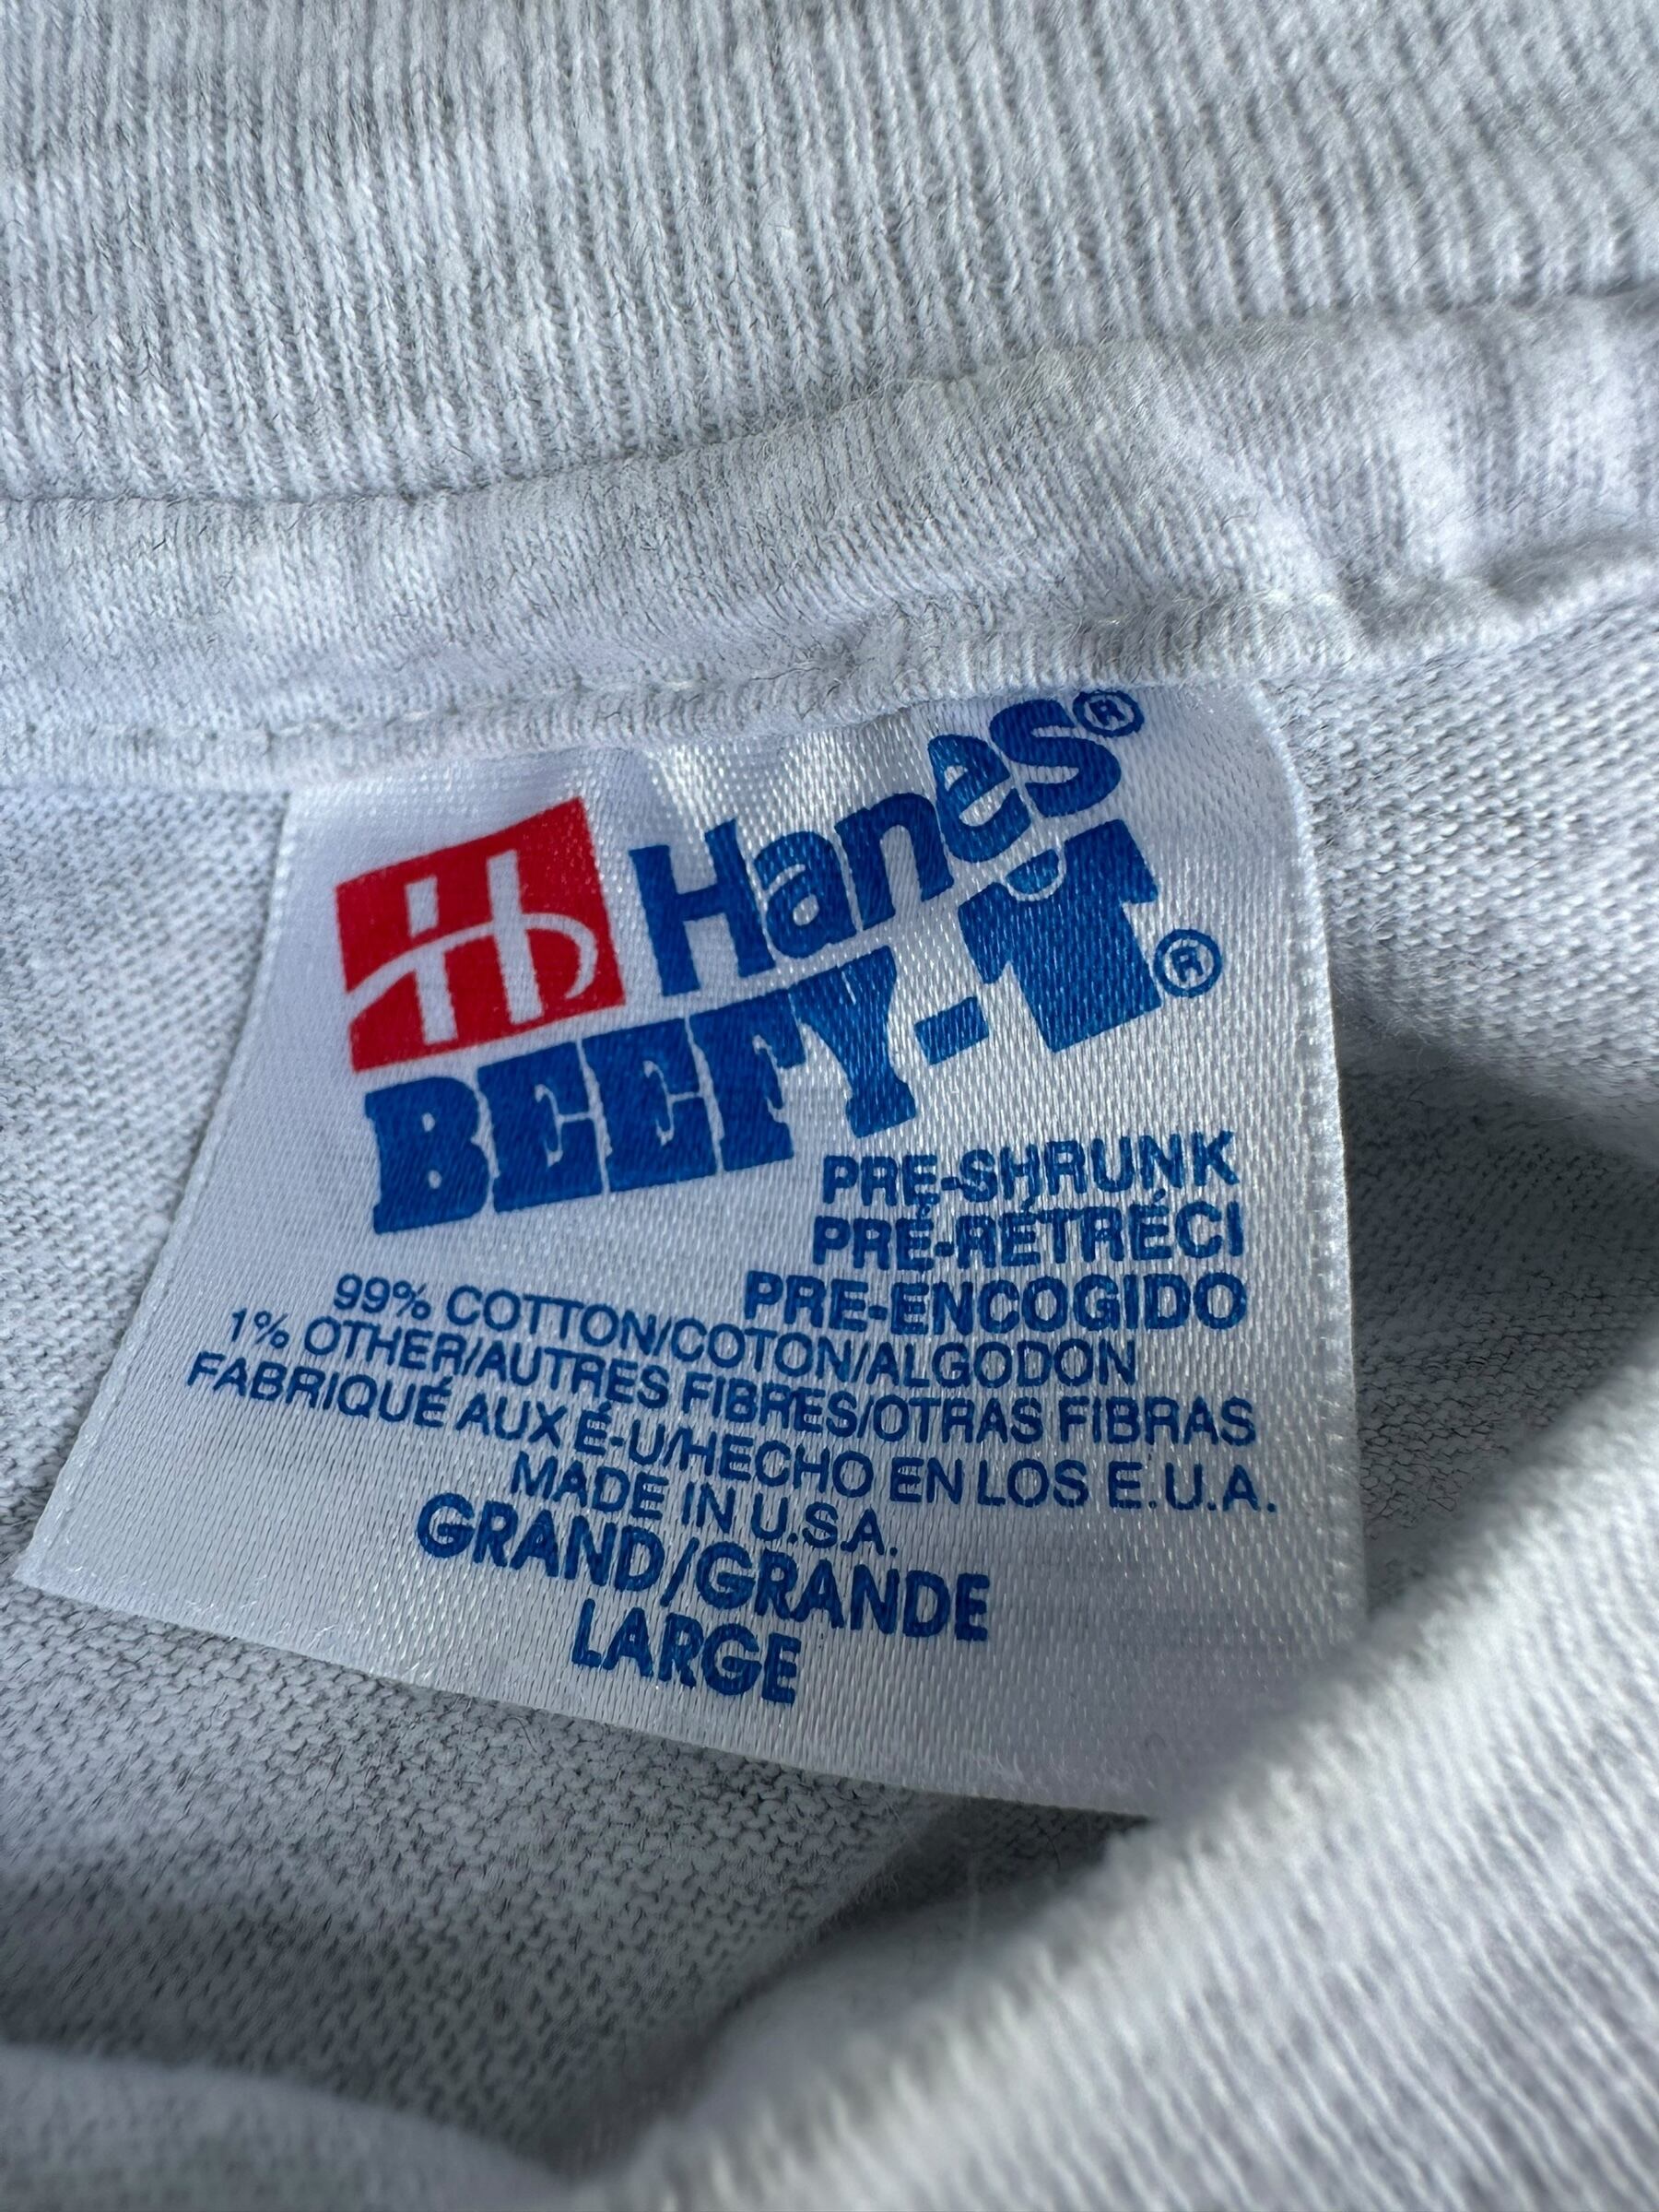 Hanes®
BEEFY-T®
PRE-SHRUNK
PRÉ-RÉTRÉCI
PRE-ENCOGIDO
99% COTTON/COTON/ALGODON
1% OTHER/AUTRES FIBRES/OTRAS FIBRAS
FABRIQUÉ AUX É-U/HECHO EN LOS E.U.A.
MADE IN U.S.A.
GRAND/GRANDE
LARGE